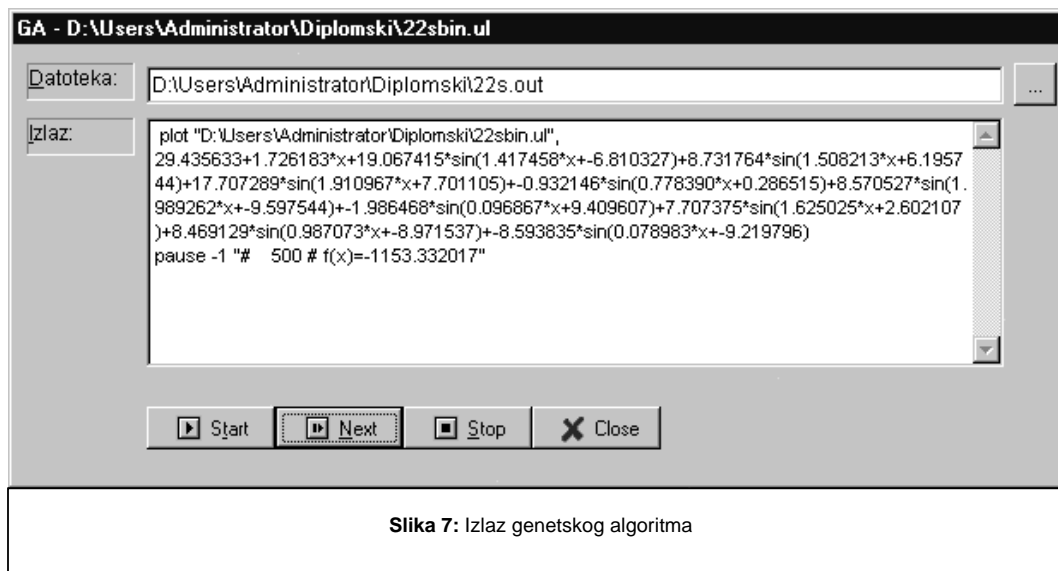 GA - D:\Users\Administrator\Diplomski\22sbin.ul
Datoteka:
D:\Users\Administrator\Diplomski\22s.out
...
Izlaz:
plot "D:\Users\Administrator\Diplomski\22sbin.ul",
29.435633+1.726183*x+19.067415*sin(1.417458*x+-6.810327)+8.731764*sin(1.508213*x+6.1957
44)+17.707289*sin(1.910967*x+7.701105)+-0.932146*sin(0.778390*x+0.286515)+8.570527*sin(1.
989262*x+-9.597544)+-1.986468*sin(0.096867*x+9.409607)+7.707375*sin(1.625025*x+2.602107
)+8.469129*sin(0.987073*x+-8.971537)+-8.593835*sin(0.078983*x+-9.219796)
pause -1 "#    500 # f(x)=-1153.332017"
Start
Next
Stop
Close
Slika 7: Izlaz genetskog algoritma